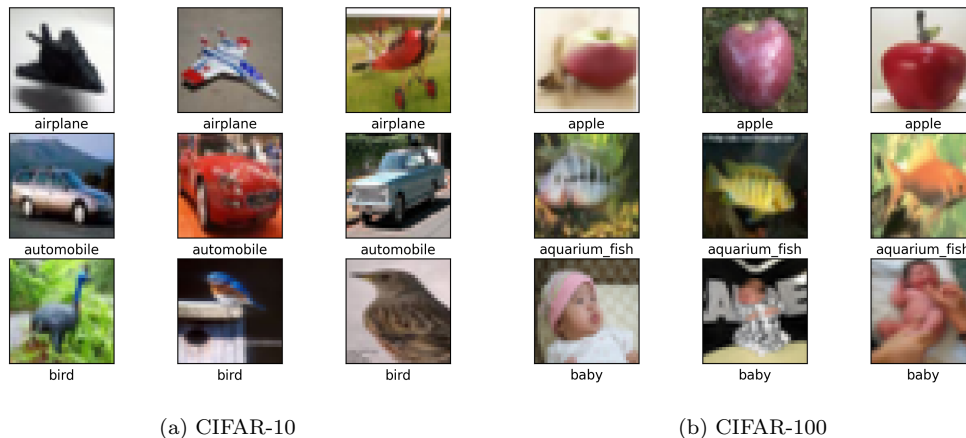 airplane airplane airplane apple apple apple
automobile automobile automobile aquarium_fish aquarium_fish aquarium_fish
bird bird bird baby baby baby
(a) CIFAR-10 (b) CIFAR-100